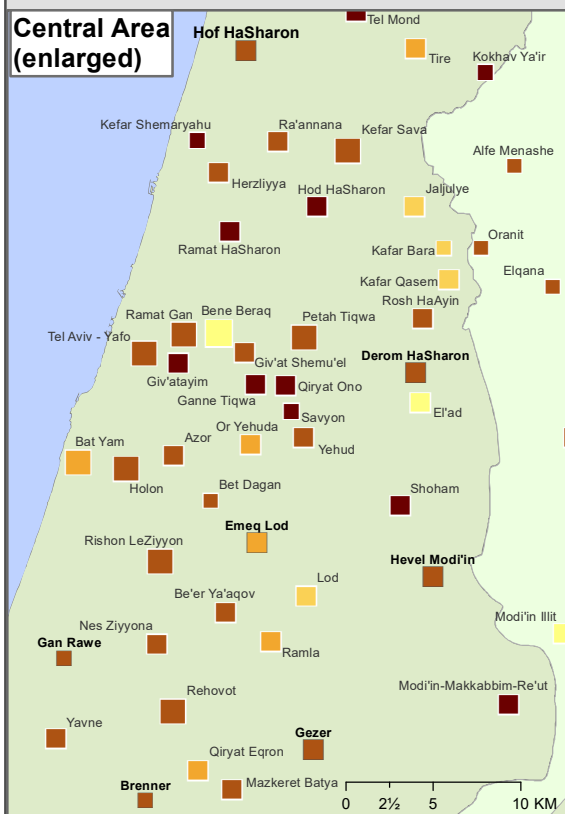 Central Area
(enlarged)
Hof HaSharon
Tel Mond
Tire
Kokhav Ya'ir
Kefar Shemaryahu
Ra'annana
Kefar Sava
Alfe Menashe
Herzliyya
Hod HaSharon
Jaljulye
Ramat HaSharon
Kafar Bara
Oranit
Kafar Qasem
Elqana
Rosh HaAyin
Ramat Gan
Bene Beraq
Petah Tiqwa
Tel Aviv - Yafo
Giv'at Shemu'el
Derom HaSharon
Giv'atayim
Ganne Tiqwa
Qiryat Ono
Savyon
El'ad
Bat Yam
Azor
Or Yehuda
Yehud
Holon
Bet Dagan
Shoham
Emeq Lod
Rishon LeZiyyon
Hevel Modi'in
Be'er Ya'aqov
Lod
Nes Ziyyona
Modi'in Illit
Gan Rawe
Ramla
Rehovot
Modi'in-Makkabbim-Re'ut
Yavne
Gezer
Qiryat Eqron
Brenner
Mazkeret Batya
0 2½ 5 10 KM